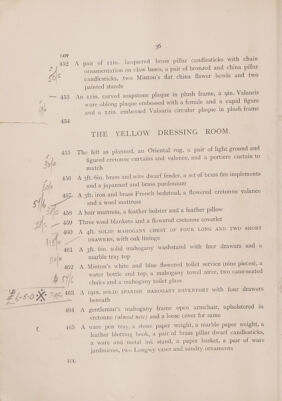 LOT
36
452 A pair of 12in. lacquered brass pillar candlesticks with chain
ornamentation on claw bases, a pair of bronzed and china pillar
candlesticks, two Minton's flat china flower bowls and two
painted stands
453 An 11in. carved soapstone plaque in plush frame, a 9in. Valauris
ware oblong plaque embossed with a female and a cupid figure
and a 11in. embossed Valauris circular plaque in plush frame
454
THE YELLOW DRESSING ROOM.
455 The felt as planned, an Oriental rug, a pair of light ground and
figured cretonne curtains and valance, and a portiere curtain to
match
456 A 3ft. 6in. brass and wire dwarf fender, a set of brass fire implements
and a japanned and brass purdonium
457 A 3ft. iron and brass French bedstead, a flowered cretonne valance
and a wool mattress
458 A hair mattress, a feather bolster and a feather pillow
459 Three wool blankets and a flowered cretonne coverlet
460 A 4ft. SOLID MAHOGANY CHEST OF FOUR LONG AND TWO SHORT
DRAWERS, with oak linings
461 A 3ft. 6in. solid mahogany washstand with four drawers and a
marble tray top
462 A Minton's white and blue flowered toilet service (nine pieces), a
water bottle and top, a mahogany towel airer, two cane-seated
chairs and a mahogany toilet glass
463 A SOLID SPANISH MAHOGANY DAVENPORT with four drawers
beneath
464 A gentleman's mahogany frame open armchair, upholstered in
cretonne (almost new) and a loose cover for same
465 A ware pen tray, a stone paper weight, a marble paper weight, a
leather blotting book, a pair of brass pillar dwarf candlesticks,
a ware and metal ink stand, a paper basket, a pair of ware
jardinieres, two Longwy vases and sundry ornaments